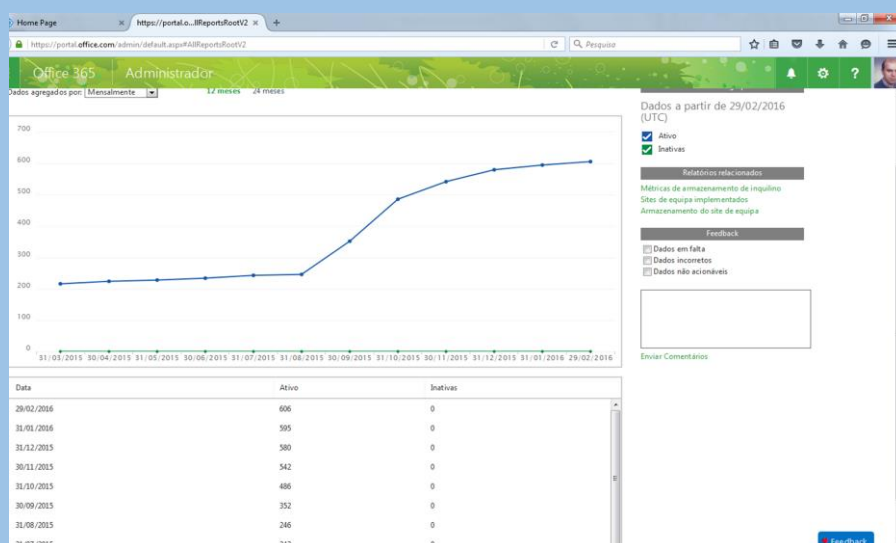 Home Page
https://portal.o...llReportsRootV2
https://portal.office.com/admin/default.aspx#AllReportsRootV2
Pesquisa
Office 365 Administrador
Dados agregados por: Mensalmente 12 meses 24 meses
700
600
500
400
300
200
100
0
31/03/2015 30/04/2015 31/05/2015 30/06/2015 31/07/2015 31/08/2015 30/09/2015 31/10/2015 30/11/2015 31/12/2015 31/01/2016 29/02/2016
Data Ativo Inativas
29/02/2016 606 0
31/01/2016 595 0
31/12/2015 580 0
30/11/2015 542 0
31/10/2015 486 0
30/09/2015 352 0
31/08/2015 246 0
Dados a partir de 29/02/2016
(UTC)
Ativo
Inativas
Relatórios relacionados
Métricas de armazenamento de inquilino
Sites de equipa implementados
Armazenamento do site de equipa
Feedback
Dados em falta
Dados incorretos
Dados não acionáveis
Enviar Comentários
Feedback